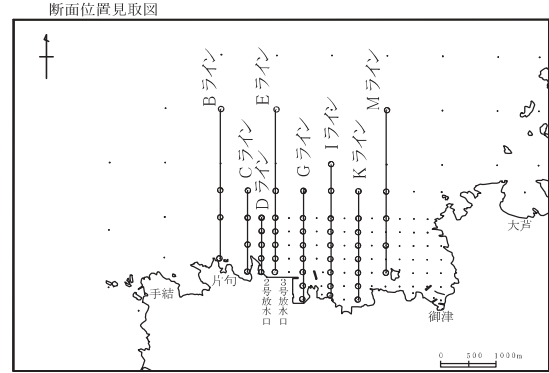 断面位置見取図
Bライン
Cライン
Dライン
Eライン
Gライン
Iライン
Kライン
Mライン
大芦
片句
手結
2号放水口
3号放水口
御津
0 500 1000m